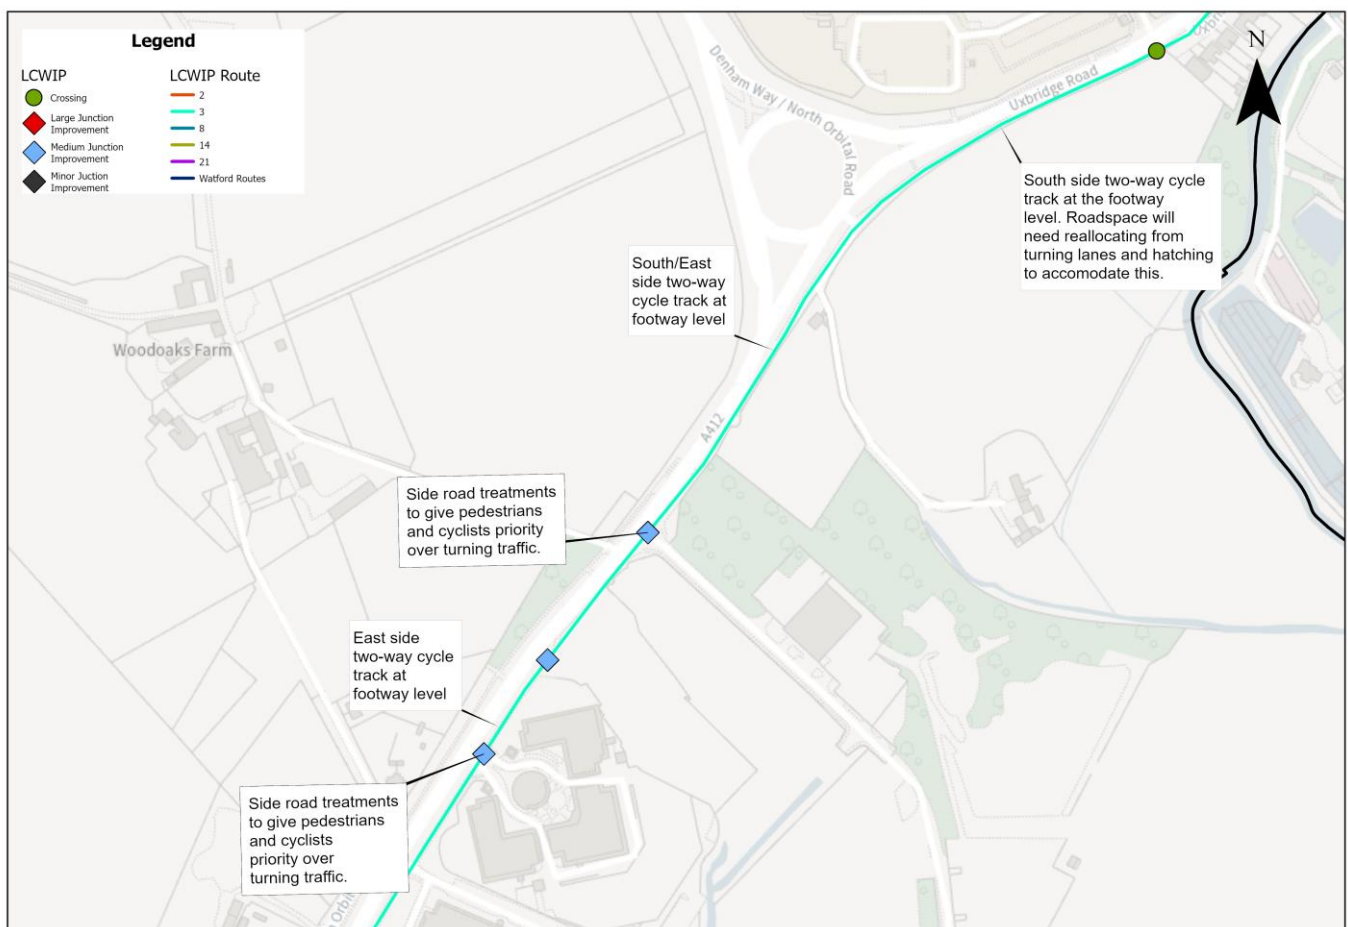 Legend
LCWIP
Crossing
Large Junction
Improvement
Medium Junction
Improvement
Minor Juction
Improvement
LCWIP Route
2
3
8
14
21
Watford Routes
Denham Way / North Orbital Road
Uxbridge Road
Uxbri
N
South side two-way cycle
track at the footway
level. Roadspace will
need reallocating from
turning lanes and hatching
to accomodate this.
South/East
side two-way
cycle track at
footway level
Woodoaks Farm
A412
Side road treatments
to give pedestrians
and cyclists priority
over turning traffic.
East side
two-way cycle
track at
footway level
Side road treatments
to give pedestrians
and cyclists
priority over
turning traffic.
Orbit